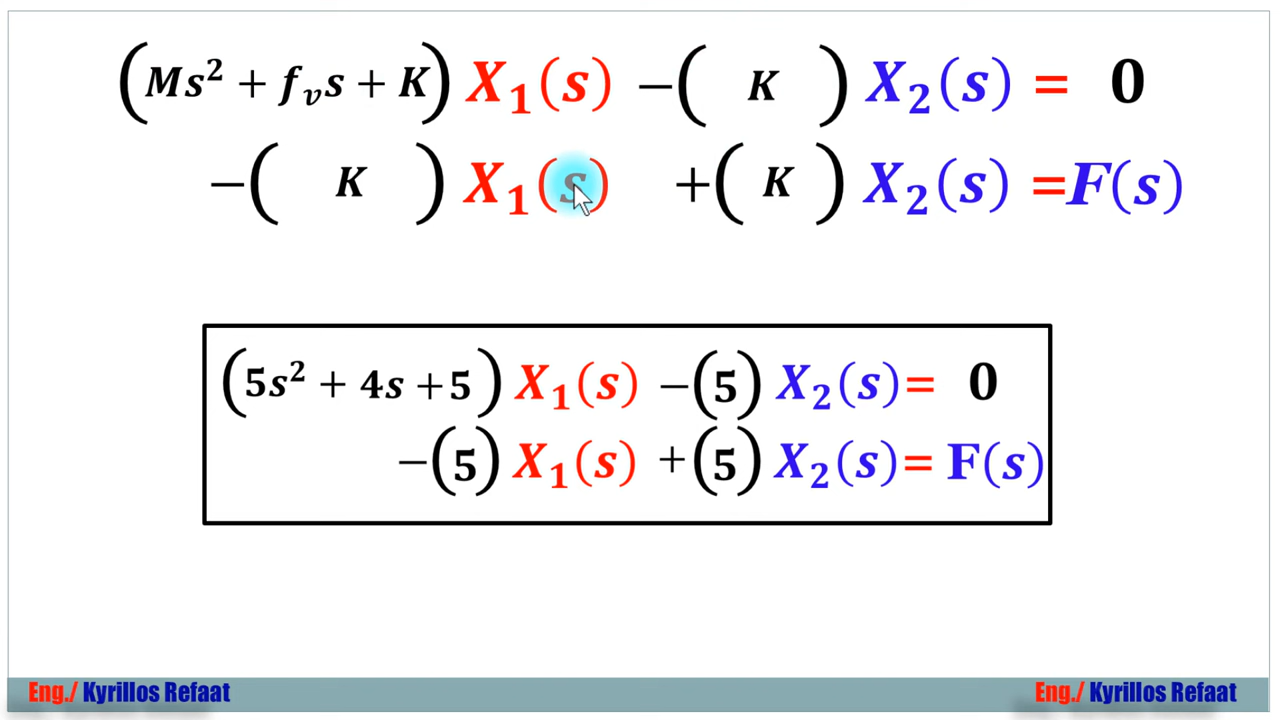 (Ms² + fᵥs + K) X₁(s) −( K ) X₂(s) = 0
−( K ) X₁(s) +( K ) X₂(s) =F(s)
(5s² + 4s +5) X₁(s) −(5) X₂(s)= 0
−(5) X₁(s) +(5) X₂(s)= F(s)
Eng./ Kyrillos Refaat Eng./ Kyrillos Refaat